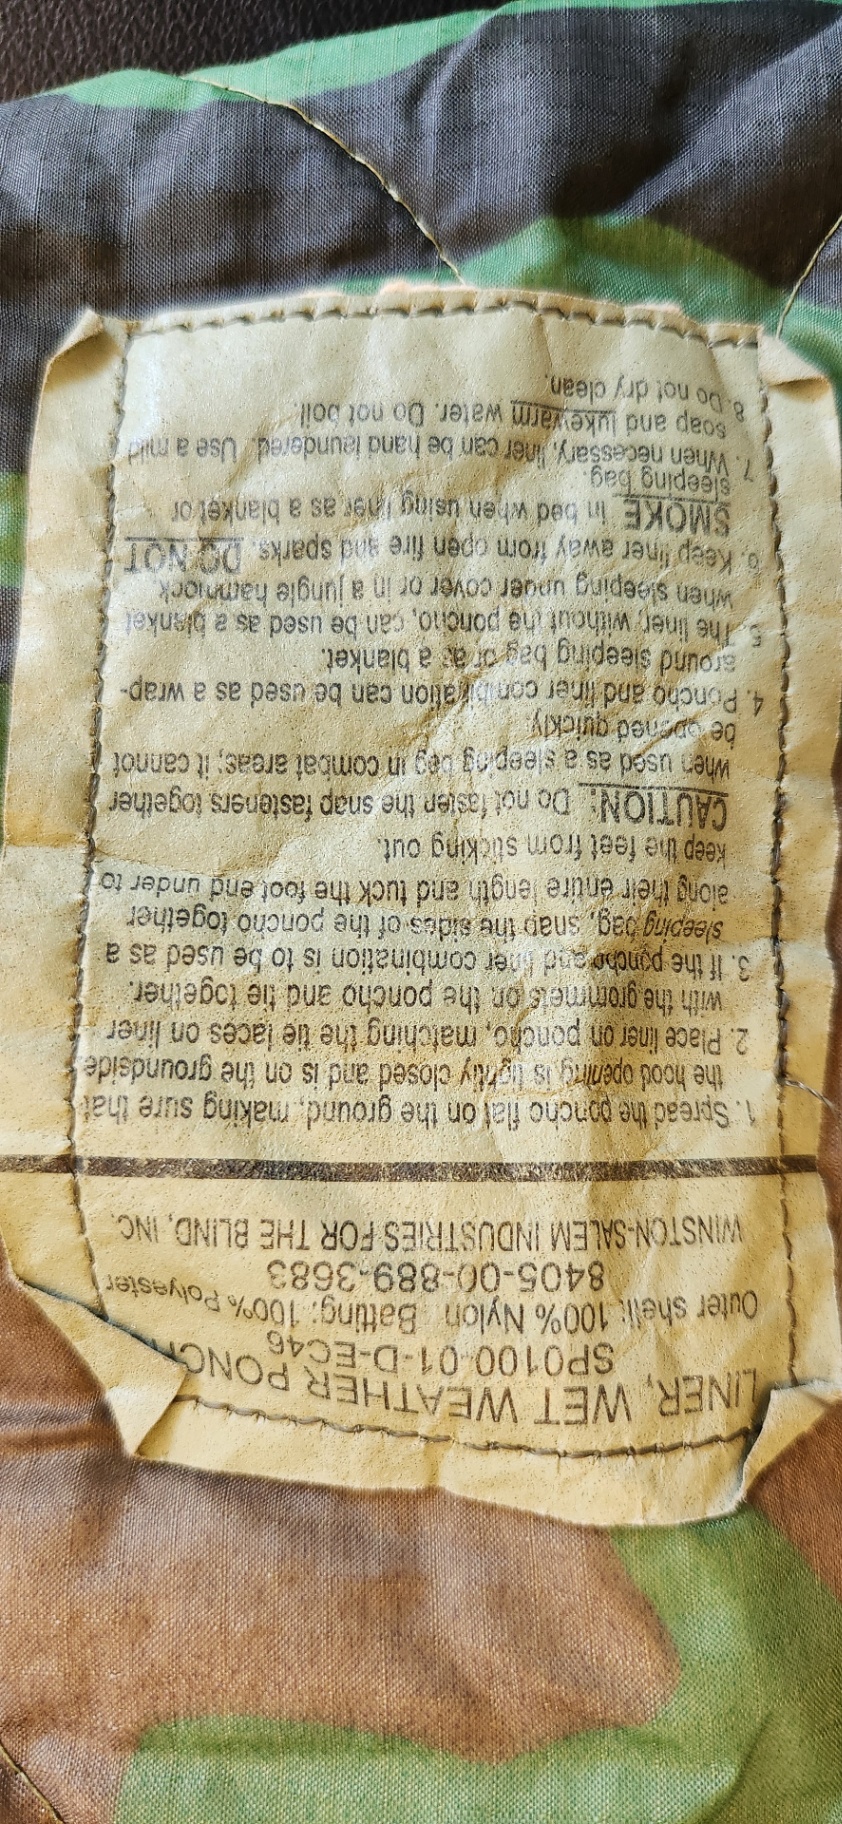 LINER, WET WEATHER PONCH
SP0100-01-D-EC46
Outer shell: 100% Nylon Batting: 100% Polyester
8405-00-889-3683
WINSTON-SALEM INDUSTRIES FOR THE BLIND, INC.
1. Spread the poncho flat on the ground, making sure that
the hood opening is tightly closed and is on the groundside
2. Place liner on poncho, matching the tie laces on liner
with the grommets on the poncho and tie together.
3. If the poncho and liner combination is to be used as a
sleeping bag, snap the sides of the poncho together
along their entire length and tuck the foot end under to
keep the feet from sticking out.
CAUTION: Do not fasten the snap fasteners together
when used as a sleeping bag in combat areas; it cannot
be opened quickly.
4. Poncho and liner combination can be used as a wrap-
around sleeping bag or as a blanket.
5. The liner, without the poncho, can be used as a blanket
when sleeping under cover or in a jungle hammock.
6. Keep liner away from open fire and sparks. DO NOT
SMOKE in bed when using liner as a blanket or
sleeping bag.
7. When necessary, liner can be hand laundered. Use a mild
soap and lukewarm water. Do not boil.
8. Do not dry clean.